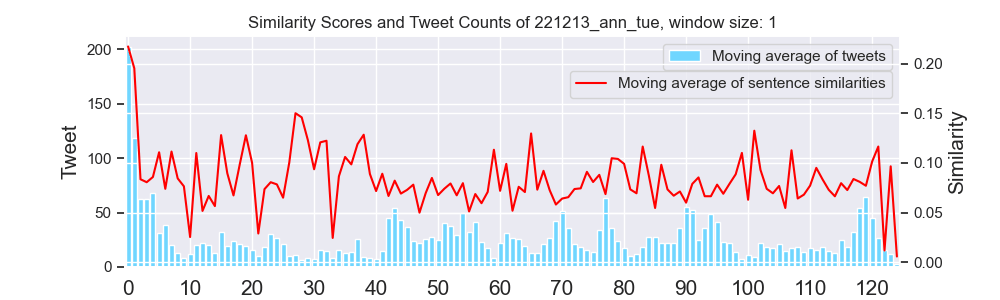 Similarity Scores and Tweet Counts of 221213_ann_tue, window size: 1
Moving average of tweets
Moving average of sentence similarities
Tweet
200
150
100
50
0
Similarity
0.20
0.15
0.10
0.05
0.00
0 10 20 30 40 50 60 70 80 90 100 110 120